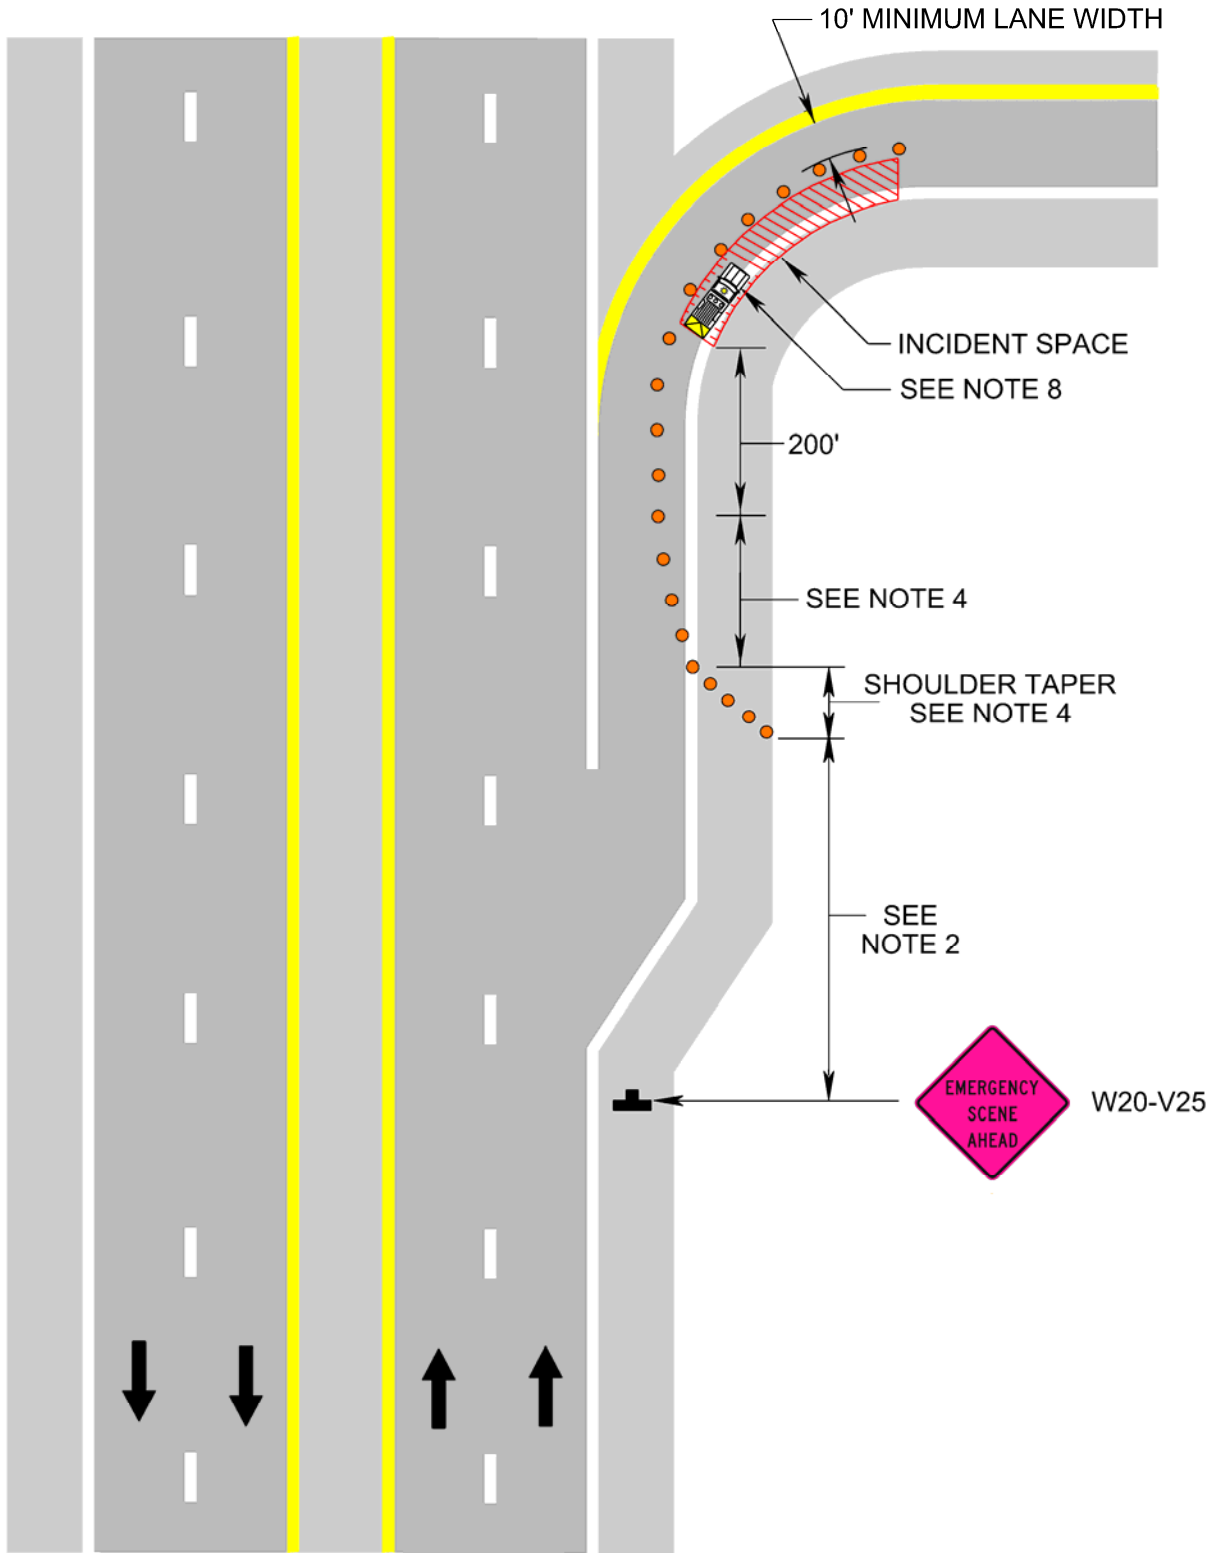 10' MINIMUM LANE WIDTH
INCIDENT SPACE
SEE NOTE 8
200'
SEE NOTE 4
SHOULDER TAPER
SEE NOTE 4
SEE
NOTE 2
EMERGENCY
SCENE
AHEAD
W20-V25